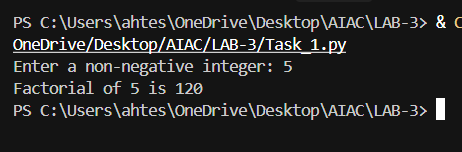 PS C:\Users\ahtes\OneDrive\Desktop\AIAC\LAB-3> &
OneDrive/Desktop/AIAC/LAB-3/Task_1.py
Enter a non-negative integer: 5
Factorial of 5 is 120
PS C:\Users\ahtes\OneDrive\Desktop\AIAC\LAB-3>